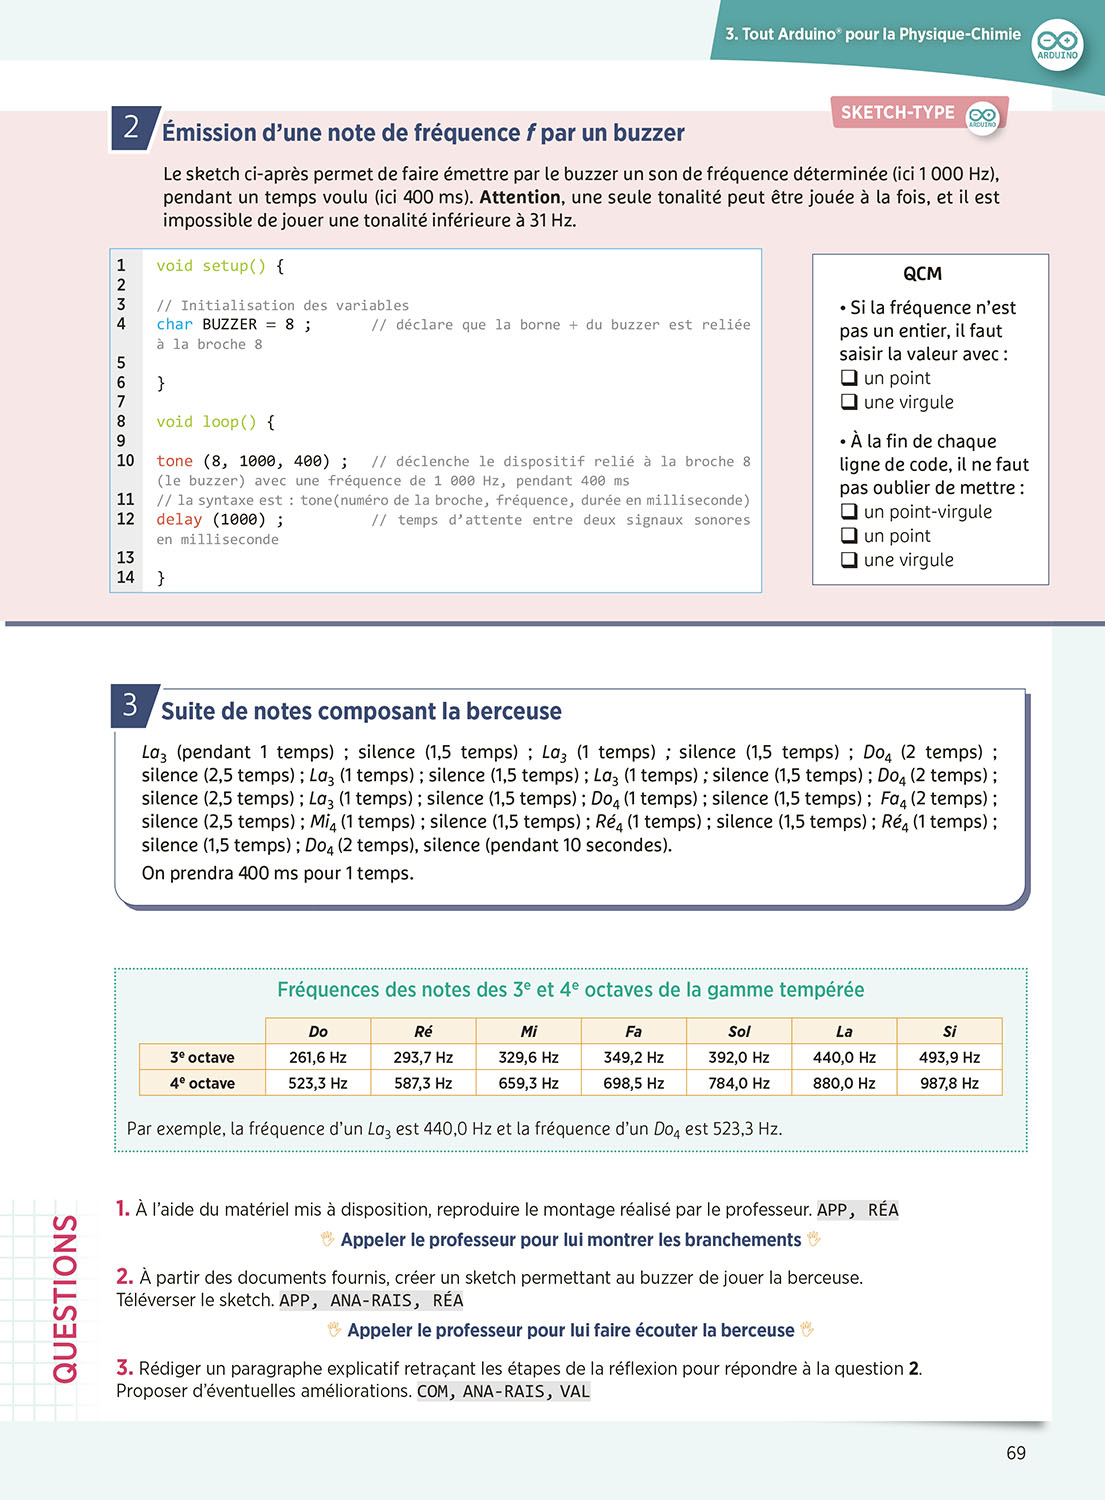 3. Tout Arduino® pour la Physique-Chimie
ARDUINO
SKETCH-TYPE
ARDUINO
2
Émission d’une note de fréquence f par un buzzer
Le sketch ci-après permet de faire émettre par le buzzer un son de fréquence déterminée (ici 1 000 Hz),
pendant un temps voulu (ici 400 ms). Attention, une seule tonalité peut être jouée à la fois, et il est
impossible de jouer une tonalité inférieure à 31 Hz.
1 void setup() {
2
3 // Initialisation des variables
4 char BUZZER = 8 ; // déclare que la borne + du buzzer est reliée
à la broche 8
5
6 }
7
8 void loop() {
9
10 tone (8, 1000, 400) ; // déclenche le dispositif relié à la broche 8
(le buzzer) avec une fréquence de 1 000 Hz, pendant 400 ms
11 // la syntaxe est : tone(numéro de la broche, fréquence, durée en milliseconde)
12 delay (1000) ; // temps d’attente entre deux signaux sonores
en milliseconde
13
14 }
QCM
• Si la fréquence n’est
pas un entier, il faut
saisir la valeur avec :
❑ un point
❑ une virgule
• À la fin de chaque
ligne de code, il ne faut
pas oublier de mettre :
❑ un point-virgule
❑ un point
❑ une virgule
3
Suite de notes composant la berceuse
La₃ (pendant 1 temps) ; silence (1,5 temps) ; La₃ (1 temps) ; silence (1,5 temps) ; Do₄ (2 temps) ;
silence (2,5 temps) ; La₃ (1 temps) ; silence (1,5 temps) ; La₃ (1 temps) ; silence (1,5 temps) ; Do₄ (2 temps) ;
silence (2,5 temps) ; La₃ (1 temps) ; silence (1,5 temps) ; Do₄ (1 temps) ; silence (1,5 temps) ; Fa₄ (2 temps) ;
silence (2,5 temps) ; Mi₄ (1 temps) ; silence (1,5 temps) ; Ré₄ (1 temps) ; silence (1,5 temps) ; Ré₄ (1 temps) ;
silence (1,5 temps) ; Do₄ (2 temps), silence (pendant 10 secondes).
On prendra 400 ms pour 1 temps.
Fréquences des notes des 3ᵉ et 4ᵉ octaves de la gamme tempérée
Do Ré Mi Fa Sol La Si
3ᵉ octave 261,6 Hz 293,7 Hz 329,6 Hz 349,2 Hz 392,0 Hz 440,0 Hz 493,9 Hz
4ᵉ octave 523,3 Hz 587,3 Hz 659,3 Hz 698,5 Hz 784,0 Hz 880,0 Hz 987,8 Hz
Par exemple, la fréquence d’un La₃ est 440,0 Hz et la fréquence d’un Do₄ est 523,3 Hz.
QUESTIONS
1. À l’aide du matériel mis à disposition, reproduire le montage réalisé par le professeur. APP, RÉA
Appeler le professeur pour lui montrer les branchements
2. À partir des documents fournis, créer un sketch permettant au buzzer de jouer la berceuse.
Téléverser le sketch. APP, ANA-RAIS, RÉA
Appeler le professeur pour lui faire écouter la berceuse
3. Rédiger un paragraphe explicatif retraçant les étapes de la réflexion pour répondre à la question 2.
Proposer d’éventuelles améliorations. COM, ANA-RAIS, VAL
69